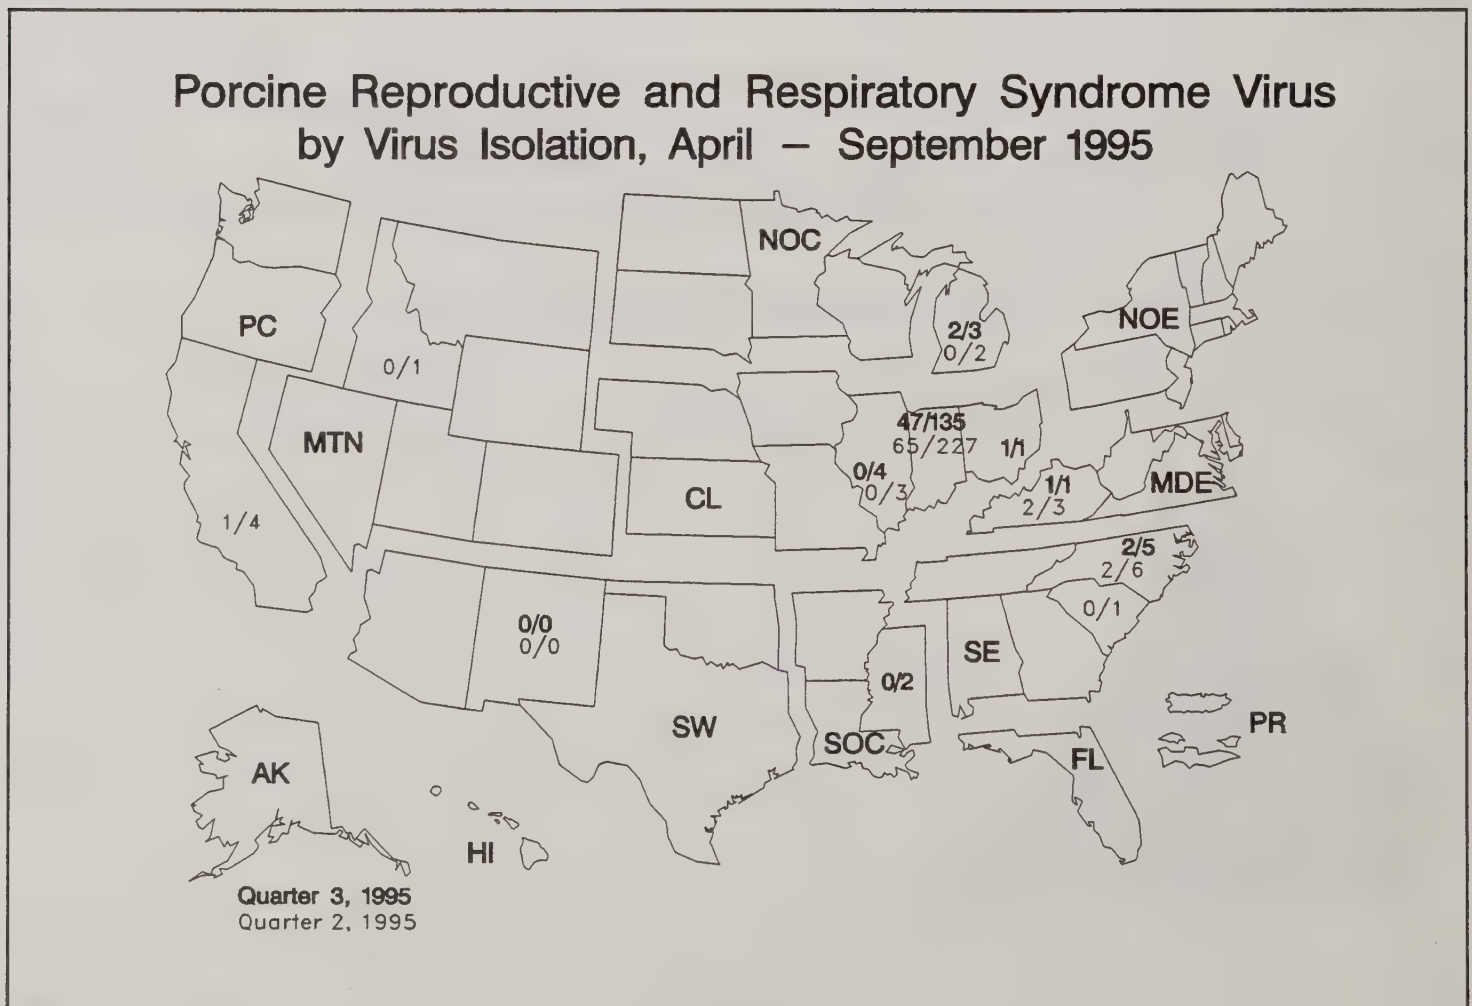 Porcine Reproductive and Respiratory Syndrome Virus
by Virus Isolation, April – September 1995
NOC
PC
NOE
2/3
0/2
0/1
47/135
65/227
1/1
MTN
0/4
0/3
CL
1/1
2/3
MDE
1/4
2/5
2/6
0/1
0/0
0/0
SE
0/2
SW
SOC
PR
FL
AK
HI
Quarter 3, 1995
Quarter 2, 1995